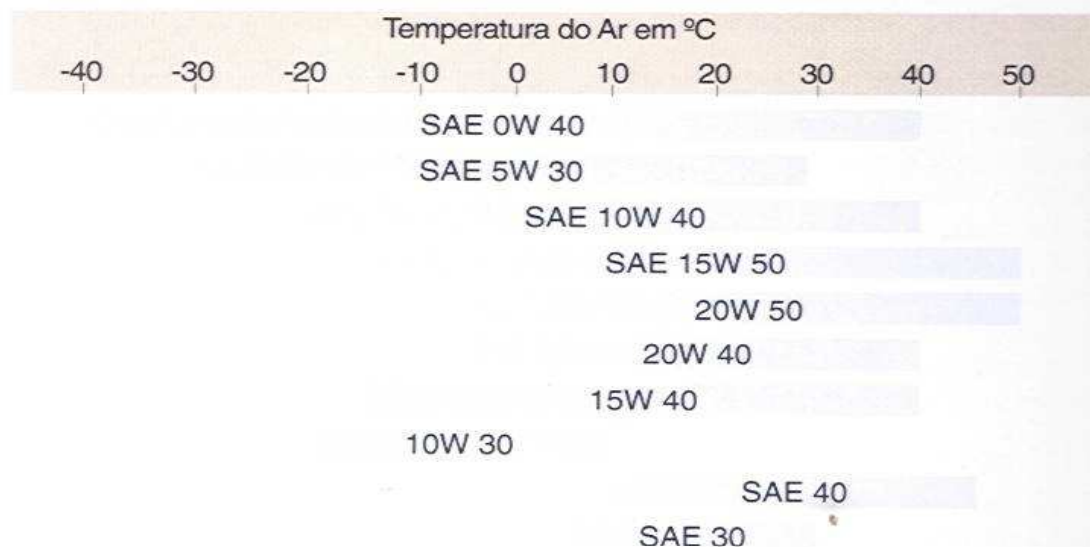 Temperatura do Ar em ºC
-40 -30 -20 -10 0 10 20 30 40 50
SAE 0W 40
SAE 5W 30
SAE 10W 40
SAE 15W 50
20W 50
20W 40
15W 40
10W 30
SAE 40
SAE 30